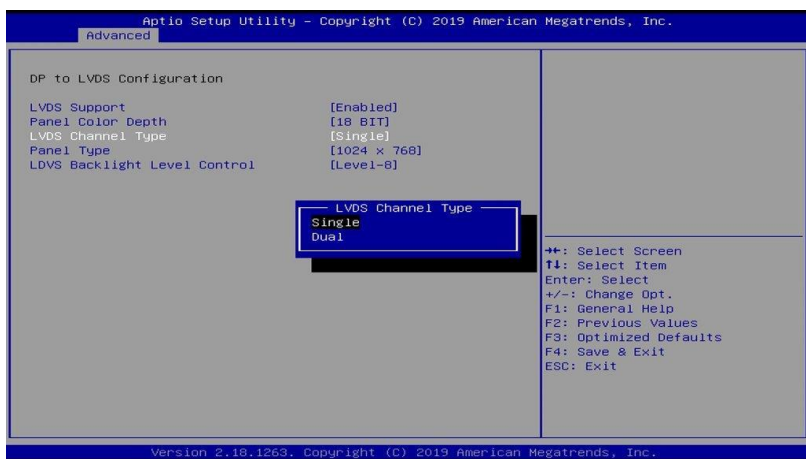 Aptio Setup Utility – Copyright (C) 2019 American Megatrends, Inc.
Advanced
DP to LVDS Configuration
LVDS Support [Enabled]
Panel Color Depth [18 BIT]
LVDS Channel Type [Single]
Panel Type [1024 x 768]
LDVS Backlight Level Control [Level-8]
LVDS Channel Type
Single
Dual
→←: Select Screen
↑↓: Select Item
Enter: Select
+/-: Change Opt.
F1: General Help
F2: Previous Values
F3: Optimized Defaults
F4: Save & Exit
ESC: Exit
Version 2.18.1263. Copyright (C) 2019 American Megatrends, Inc.